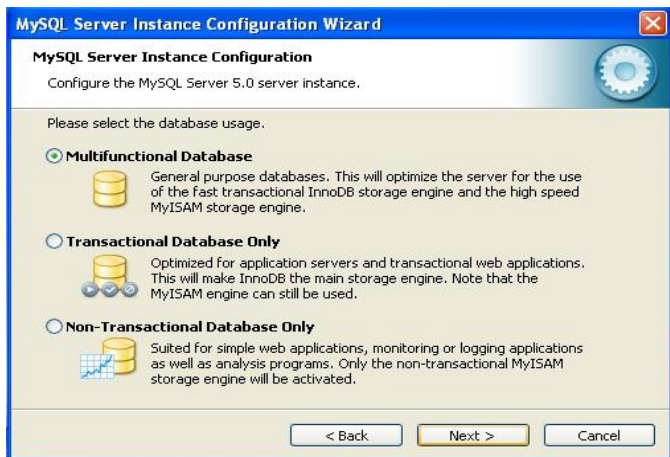 MySQL Server Instance Configuration Wizard
MySQL Server Instance Configuration
Configure the MySQL Server 5.0 server instance.
Please select the database usage.
Multifunctional Database
General purpose databases. This will optimize the server for the use
of the fast transactional InnoDB storage engine and the high speed
MyISAM storage engine.
Transactional Database Only
Optimized for application servers and transactional web applications.
This will make InnoDB the main storage engine. Note that the
MyISAM engine can still be used.
Non-Transactional Database Only
Suited for simple web applications, monitoring or logging applications
as well as analysis programs. Only the non-transactional MyISAM
storage engine will be activated.
< Back Next > Cancel